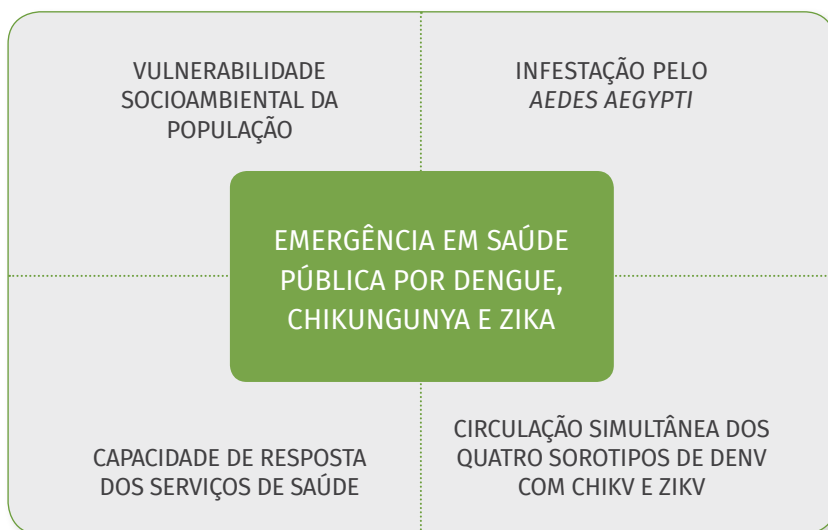 VULNERABILIDADE
SOCIOAMBIENTAL DA
POPULAÇÃO
INFESTAÇÃO PELO
AEDES AEGYPTI
EMERGÊNCIA EM SAÚDE
PÚBLICA POR DENGUE,
CHIKUNGUNYA E ZIKA
CAPACIDADE DE RESPOSTA
DOS SERVIÇOS DE SAÚDE
CIRCULAÇÃO SIMULTÂNEA DOS
QUATRO SOROTIPOS DE DENV
COM CHIKV E ZIKV